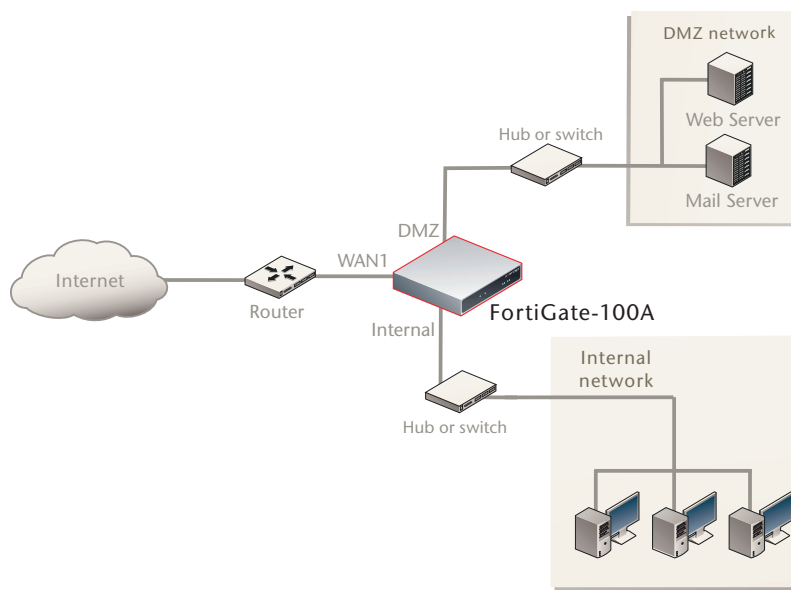 DMZ network
Web Server
Hub or switch
Mail Server
DMZ
WAN1
Internet
Router
FortiGate-100A
Internal
Internal
network
Hub or switch